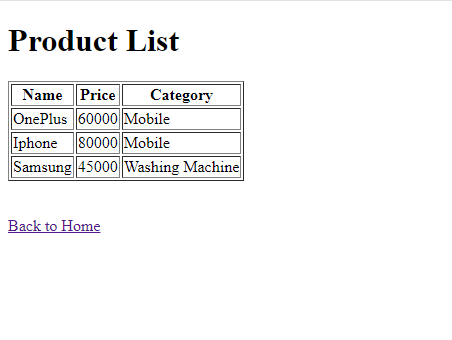 Product List
Name Price Category
OnePlus 60000 Mobile
Iphone 80000 Mobile
Samsung 45000 Washing Machine
Back to Home